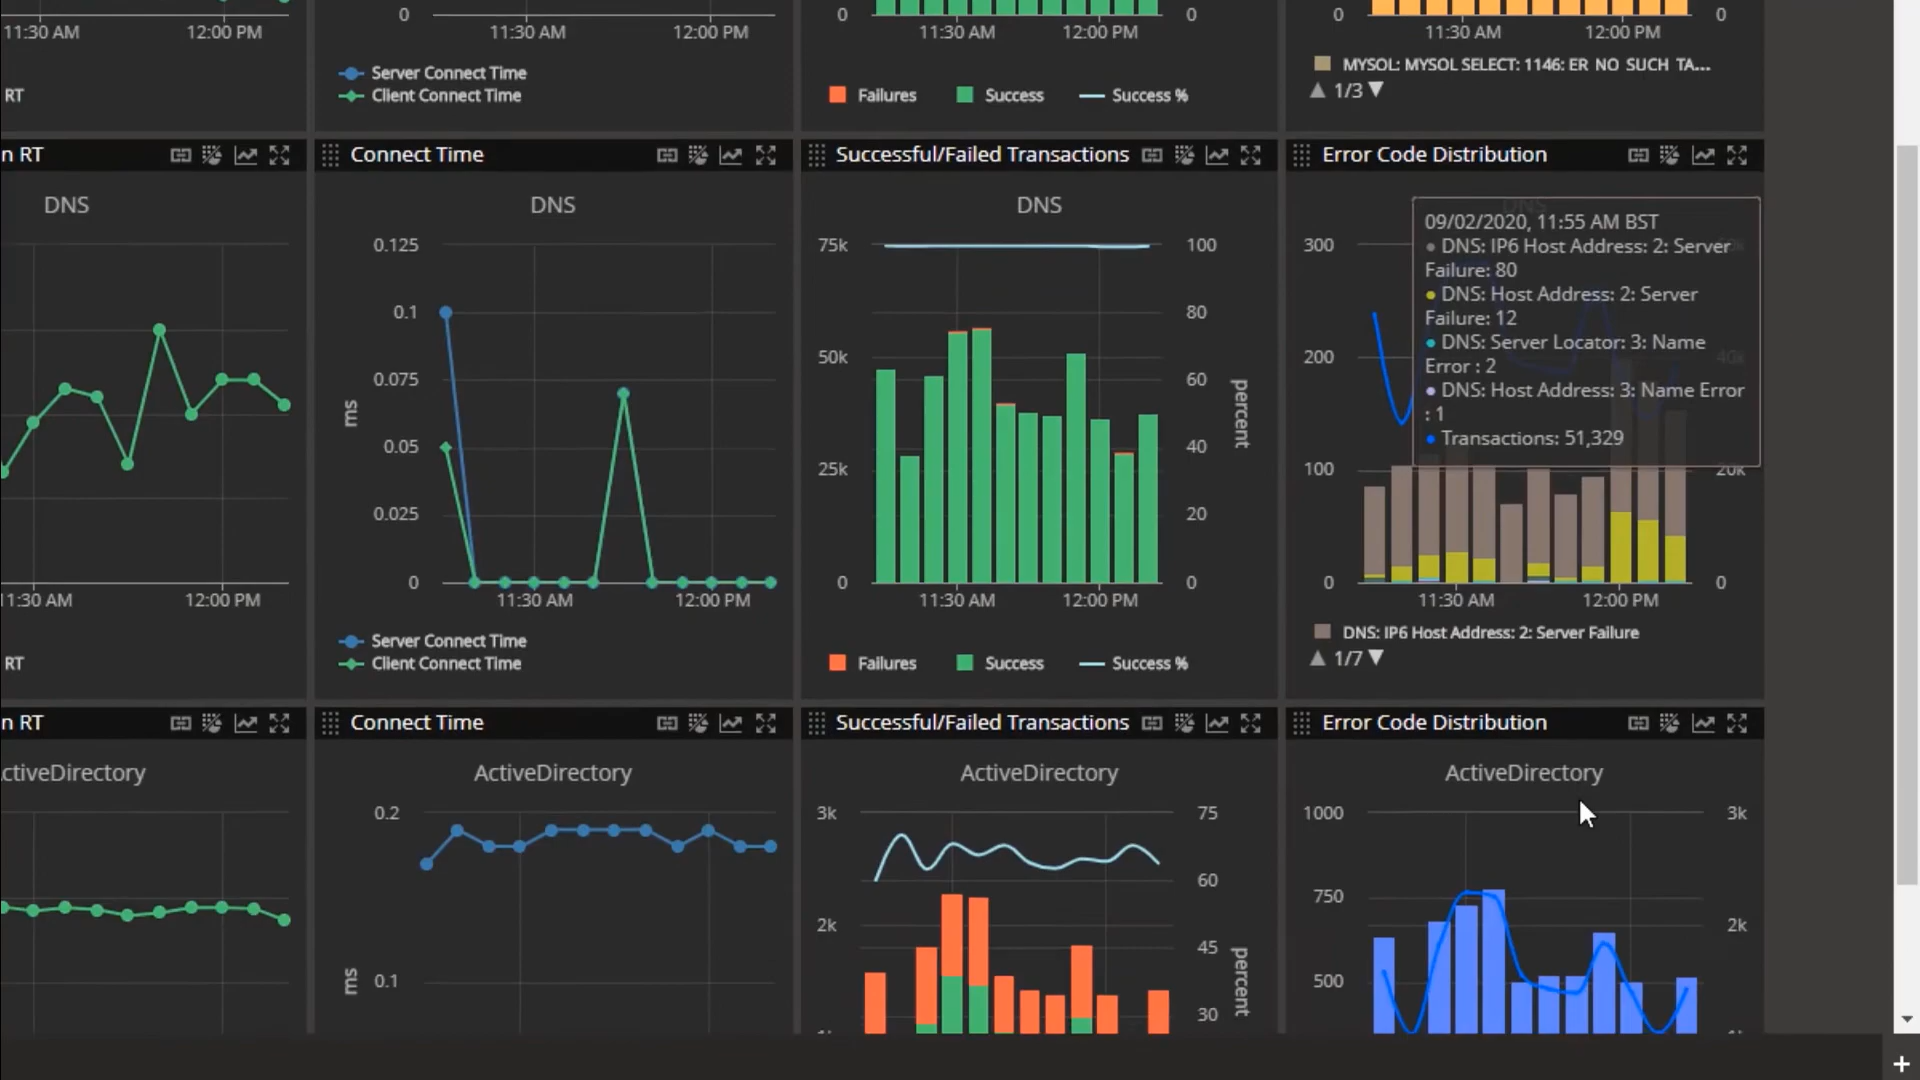 0
0
0
0
0
11:30 AM
12:00 PM
11:30 AM
12:00 PM
11:30 AM
12:00 PM
11:30 AM
12:00 PM
RT
Server Connect Time
Client Connect Time
Failures
Success
Success %
MYSQL: MYSQL SELECT: 1146: ER NO SUCH TA...
1/3
n RT
Connect Time
Successful/Failed Transactions
Error Code Distribution
DNS
11:30 AM
12:00 PM
RT
DNS
0.125
0.1
0.075
0.05
0.025
0
ms
11:30 AM
12:00 PM
Server Connect Time
Client Connect Time
DNS
75k
50k
25k
0
100
80
60
40
20
0
percent
11:30 AM
12:00 PM
Failures
Success
Success %
DNS
300
200
100
0
40k
20k
0
09/02/2020, 11:55 AM BST
DNS: IP6 Host Address: 2: Server
Failure: 80
DNS: Host Address: 2: Server
Failure: 12
DNS: Server Locator: 3: Name
Error : 2
DNS: Host Address: 3: Name Error
: 1
Transactions: 51,329
11:30 AM
12:00 PM
DNS: IP6 Host Address: 2: Server Failure
1/7
n RT
Connect Time
Successful/Failed Transactions
Error Code Distribution
ctiveDirectory
ActiveDirectory
0.2
0.1
ms
ActiveDirectory
3k
2k
75
60
45
30
percent
ActiveDirectory
1000
750
500
3k
2k